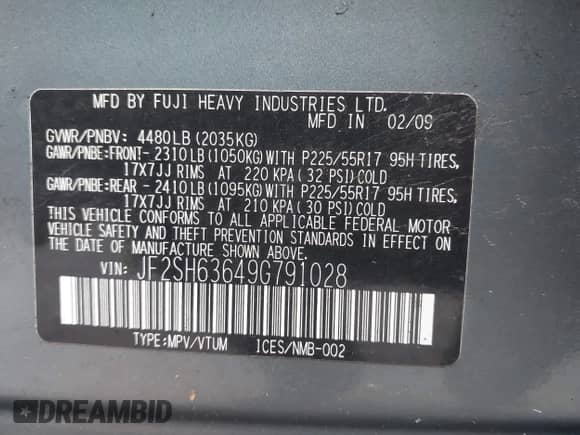 MFD BY FUJI HEAVY INDUSTRIES LTD.
MFD IN 02/09
GVWR/PNBV: 4480LB(2035KG)
GAWR/PNBE:FRONT-2310LB(1050KG)WITH P225/55R17 95H TIRES,
17X7JJ RIMS AT 220 KPA(32 PSI)COLD
GAWR/PNBE:REAR -2410LB(1095KG)WITH P225/55R17 95H TIRES,
17X7JJ RIMS AT 210 KPA(30 PSI)COLD
THIS VEHICLE CONFORMS TO ALL APPLICABLE FEDERAL MOTOR
VEHICLE SAFETY AND THEFT PREVENTION STANDARDS IN EFFECT ON
THE DATE OF MANUFACTURE SHOWN ABOVE.
VIN: JF2SH63649G791028
TYPE:MPV/VTUM ICES/NMB-002
DREAMBID